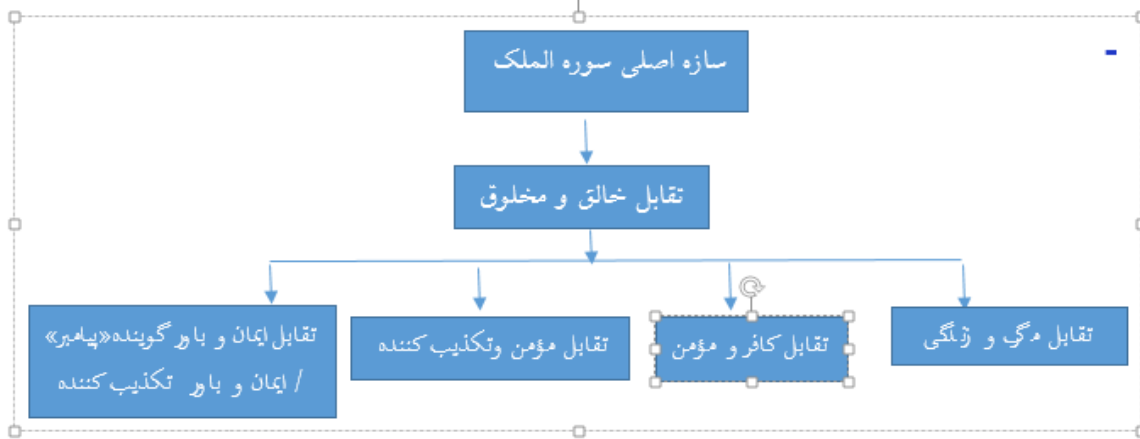 سازه اصلی سوره الملک
تقابل خالق و مخلوق
تقابل مرگ و زندگی
تقابل کافر و مؤمن
تقابل مؤمن وتکذیب کننده
تقابل ایمان و باور گوینده«پیامبر»
/ ایمان و باور تکذیب کننده